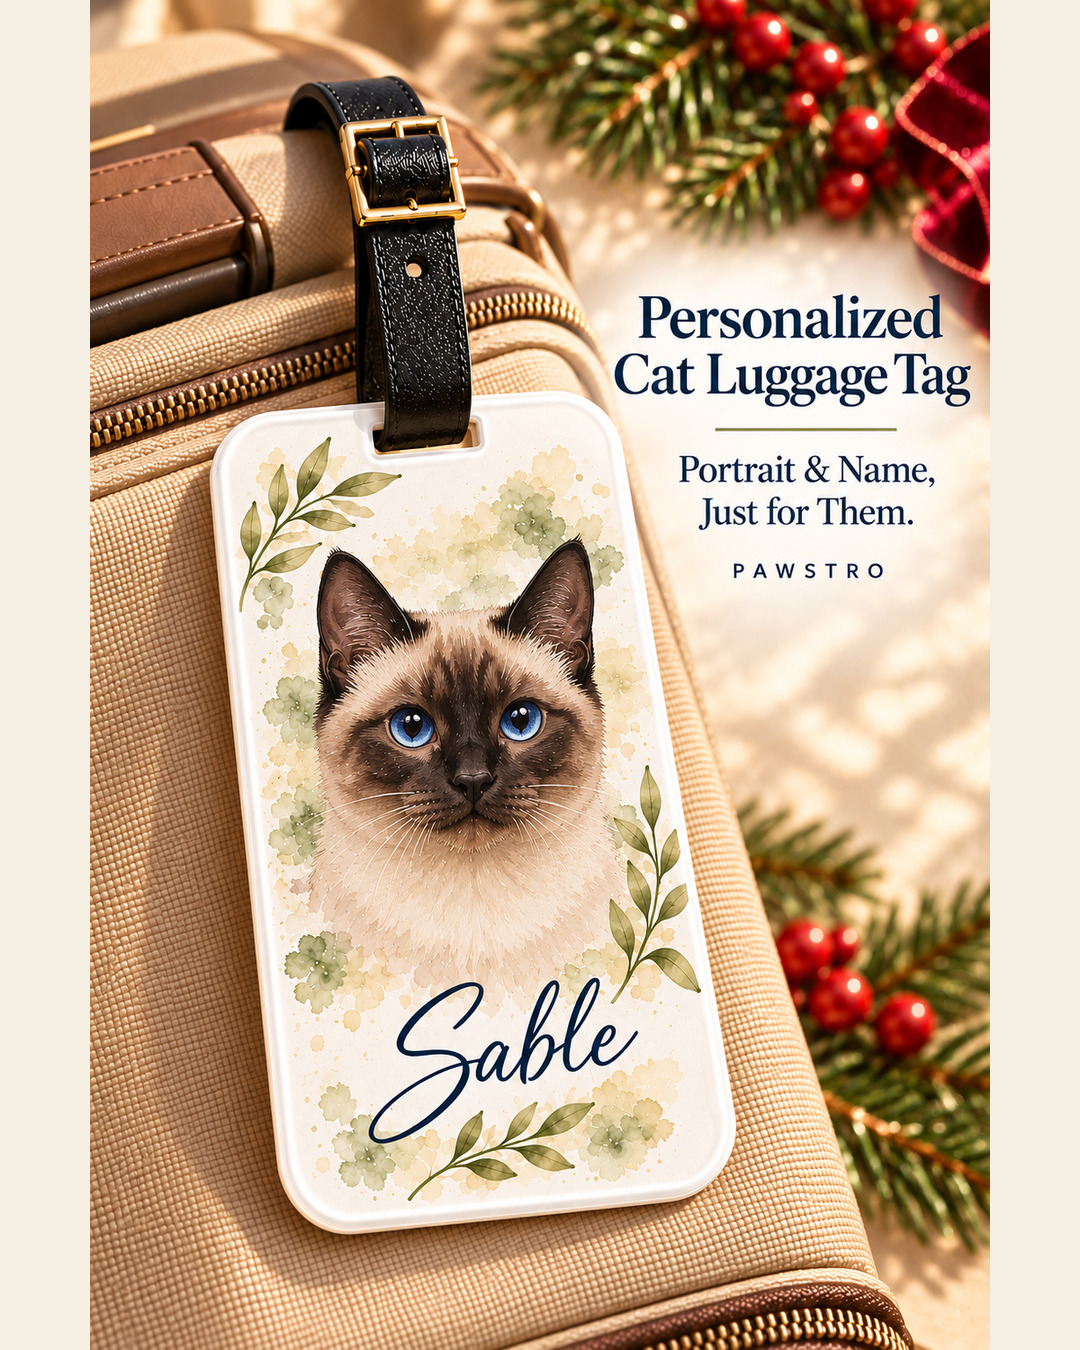 Personalized
Cat Luggage Tag
Portrait & Name,
Just for Them.
PAWSTRO
Sable